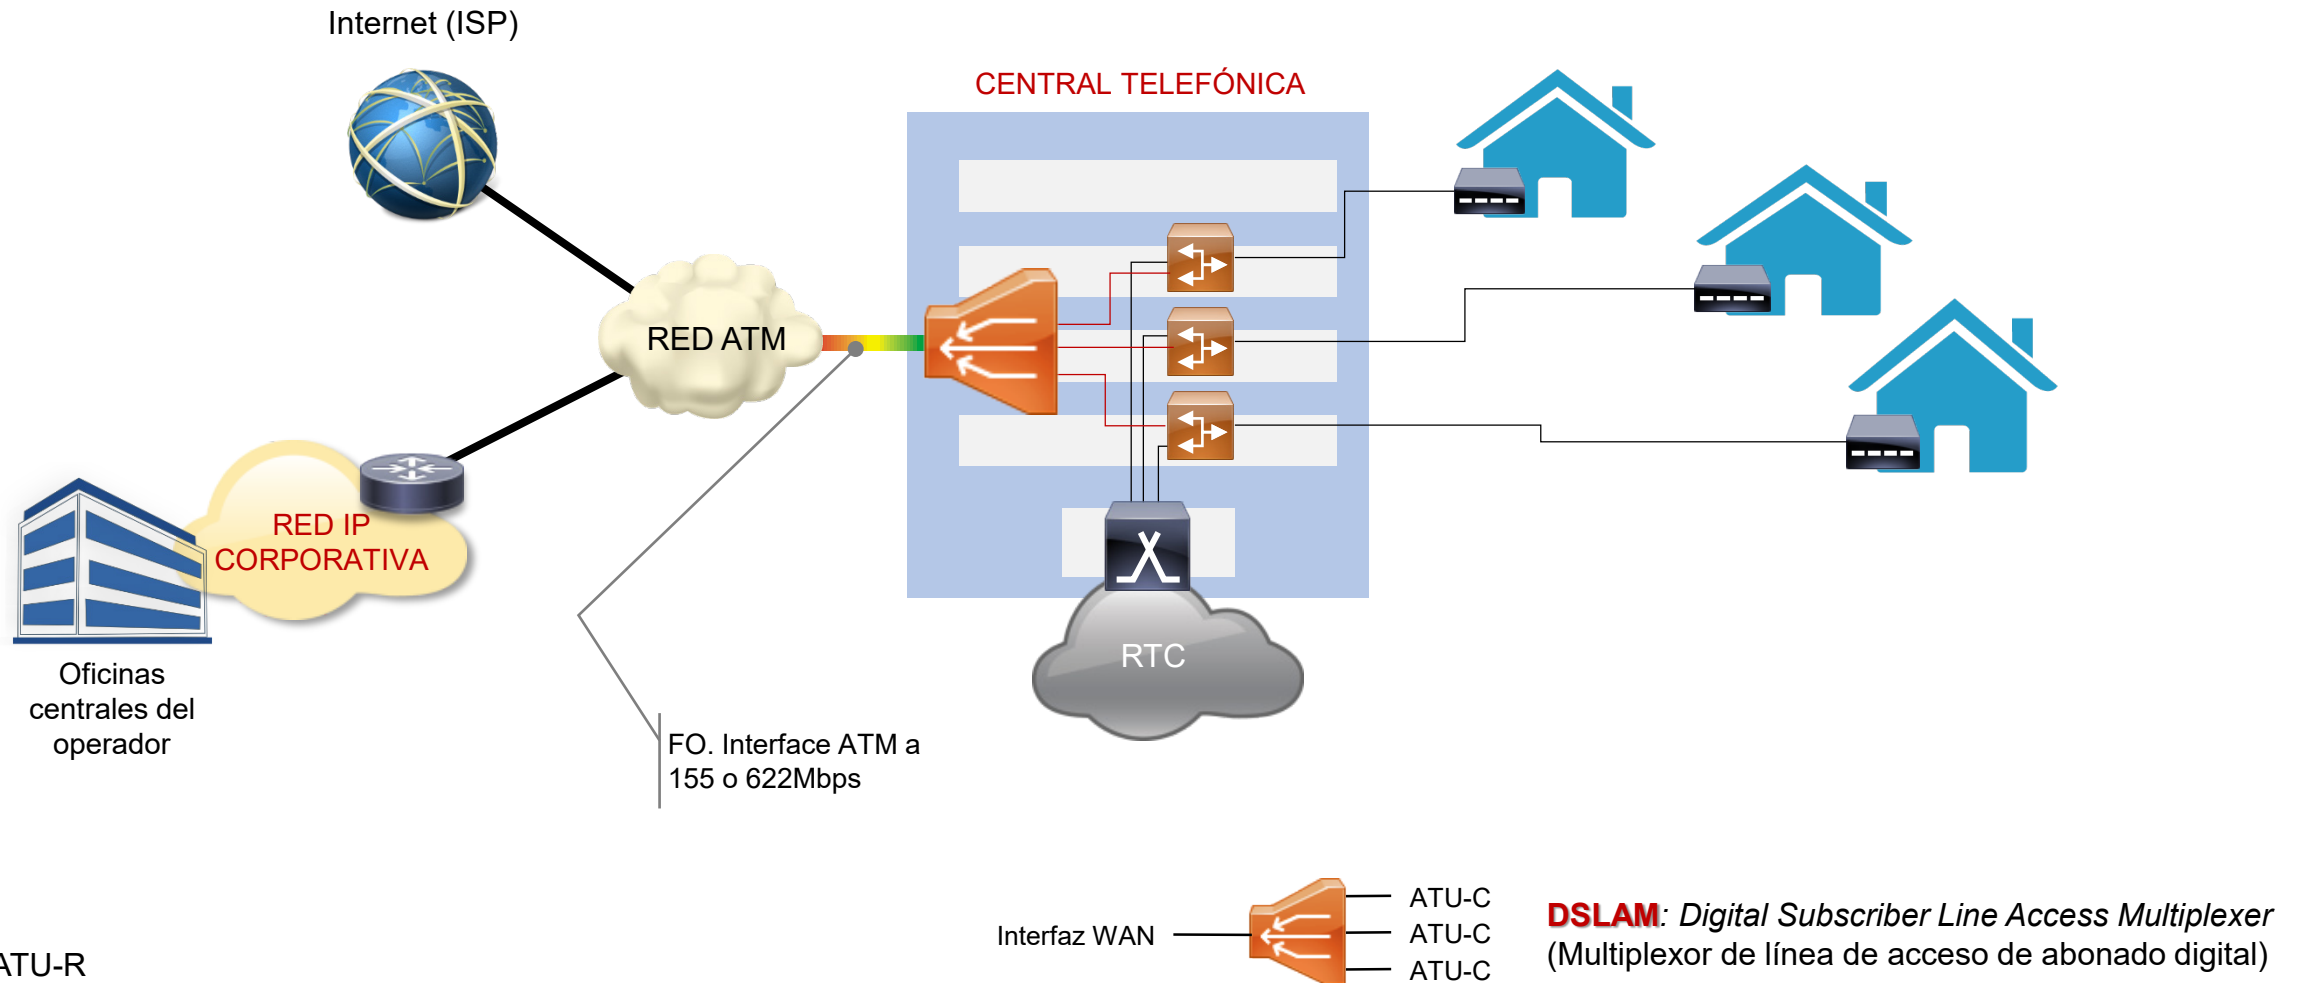 Internet (ISP)
CENTRAL TELEFÓNICA
RED ATM
RED IP
CORPORATIVA
Oficinas
centrales del
operador
RTC
FO. Interface ATM a
155 o 622Mbps
Interfaz WAN
ATU-C
ATU-C
ATU-C
DSLAM: Digital Subscriber Line Access Multiplexer
(Multiplexor de línea de acceso de abonado digital)
ATU-R